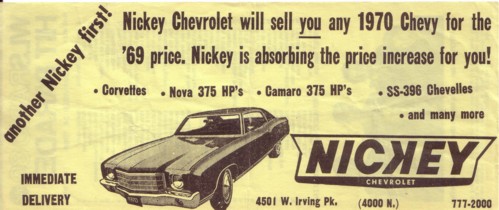 another Nickey first!
Nickey Chevrolet will sell you any 1970 Chevy for the
'69 price. Nickey is absorbing the price increase for you!
• Corvettes • Nova 375 HP's • Camaro 375 HP's • SS-396 Chevelles
• and many more
IMMEDIATE
DELIVERY
NICKEY
CHEVROLET
4501 W. Irving Pk. (4000 N.) 777-2000